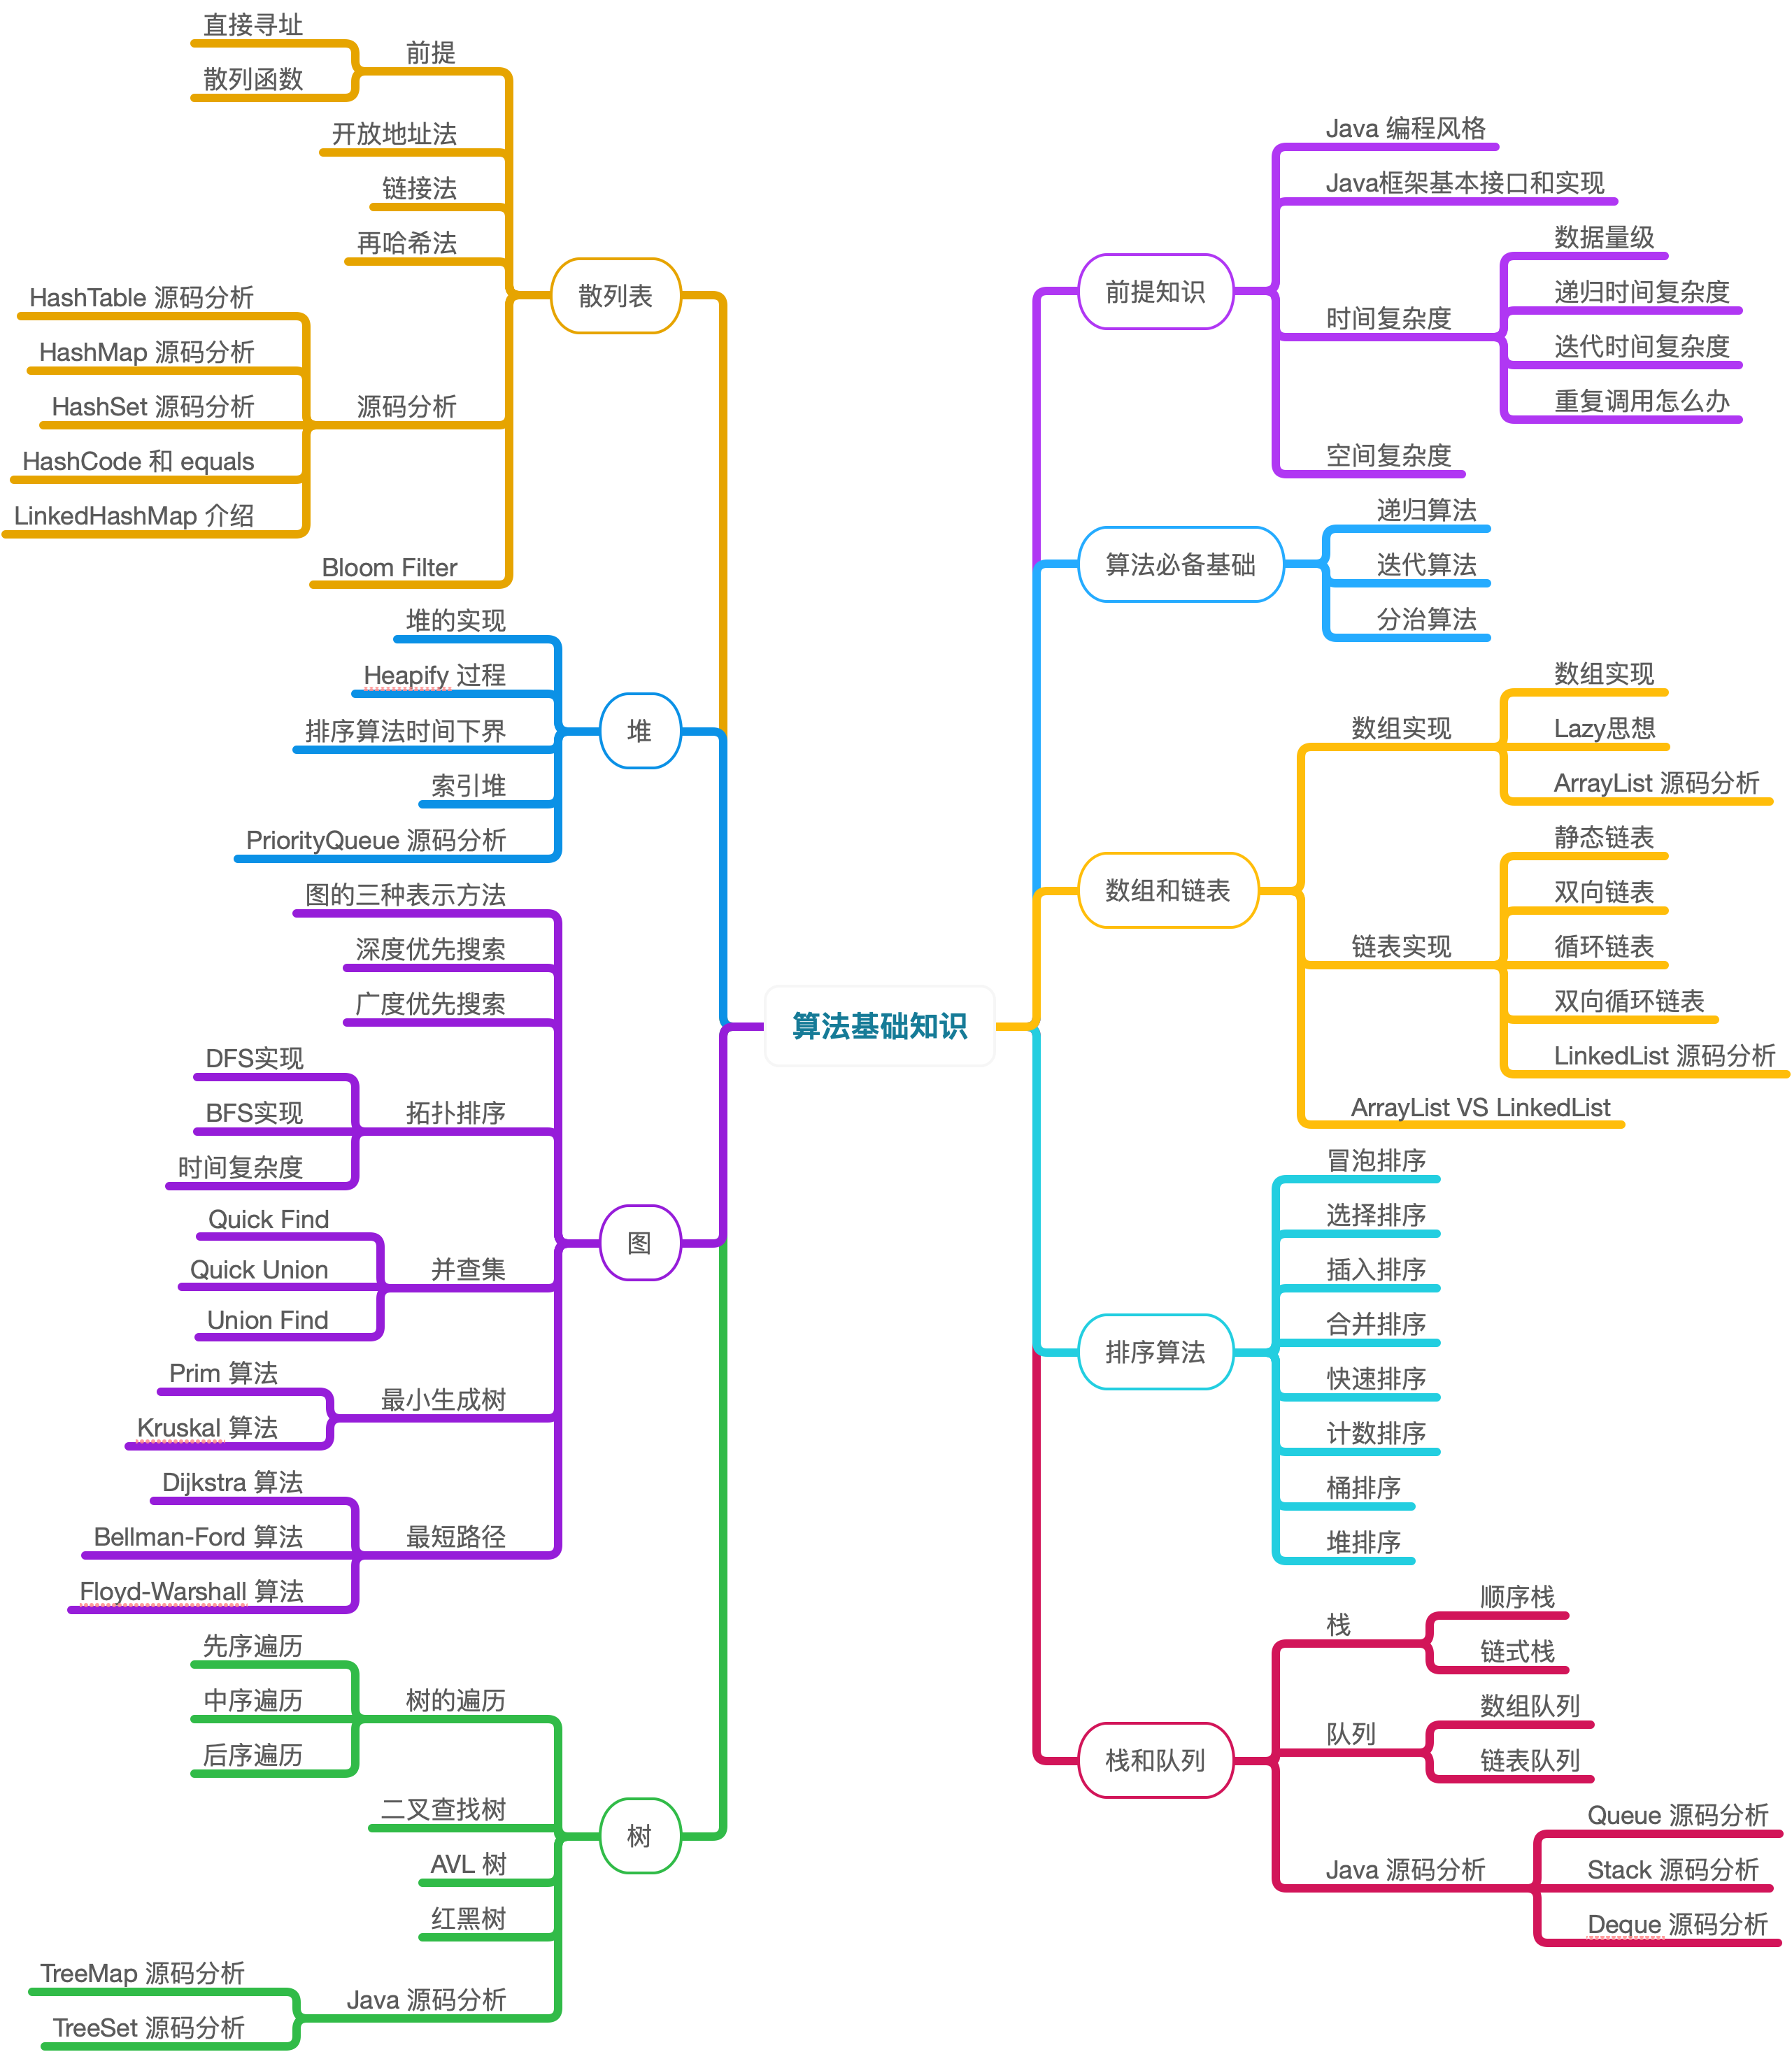 算法基础知识
前提知识
Java 编程风格
Java框架基本接口和实现
时间复杂度
数据量级
递归时间复杂度
迭代时间复杂度
重复调用怎么办
空间复杂度
算法必备基础
递归算法
迭代算法
分治算法
数组和链表
数组实现
数组实现
Lazy思想
ArrayList 源码分析
链表实现
静态链表
双向链表
循环链表
双向循环链表
LinkedList 源码分析
ArrayList VS LinkedList
排序算法
冒泡排序
选择排序
插入排序
合并排序
快速排序
计数排序
桶排序
堆排序
栈和队列
栈
顺序栈
链式栈
队列
数组队列
链表队列
Java 源码分析
Queue 源码分析
Stack 源码分析
Deque 源码分析
散列表
前提
直接寻址
散列函数
开放地址法
链接法
再哈希法
源码分析
HashTable 源码分析
HashMap 源码分析
HashSet 源码分析
HashCode 和 equals
LinkedHashMap 介绍
Bloom Filter
堆
堆的实现
Heapify 过程
排序算法时间下界
索引堆
PriorityQueue 源码分析
图
图的三种表示方法
深度优先搜索
广度优先搜索
拓扑排序
DFS实现
BFS实现
时间复杂度
并查集
Quick Find
Quick Union
Union Find
最小生成树
Prim 算法
Kruskal 算法
最短路径
Dijkstra 算法
Bellman-Ford 算法
Floyd-Warshall 算法
树
树的遍历
先序遍历
中序遍历
后序遍历
二叉查找树
AVL 树
红黑树
Java 源码分析
TreeMap 源码分析
TreeSet 源码分析